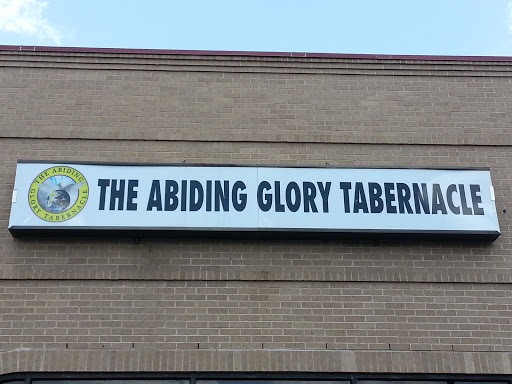 THE ABIDING
GLORY TABERNACLE
THE ABIDING GLORY TABERNACLE